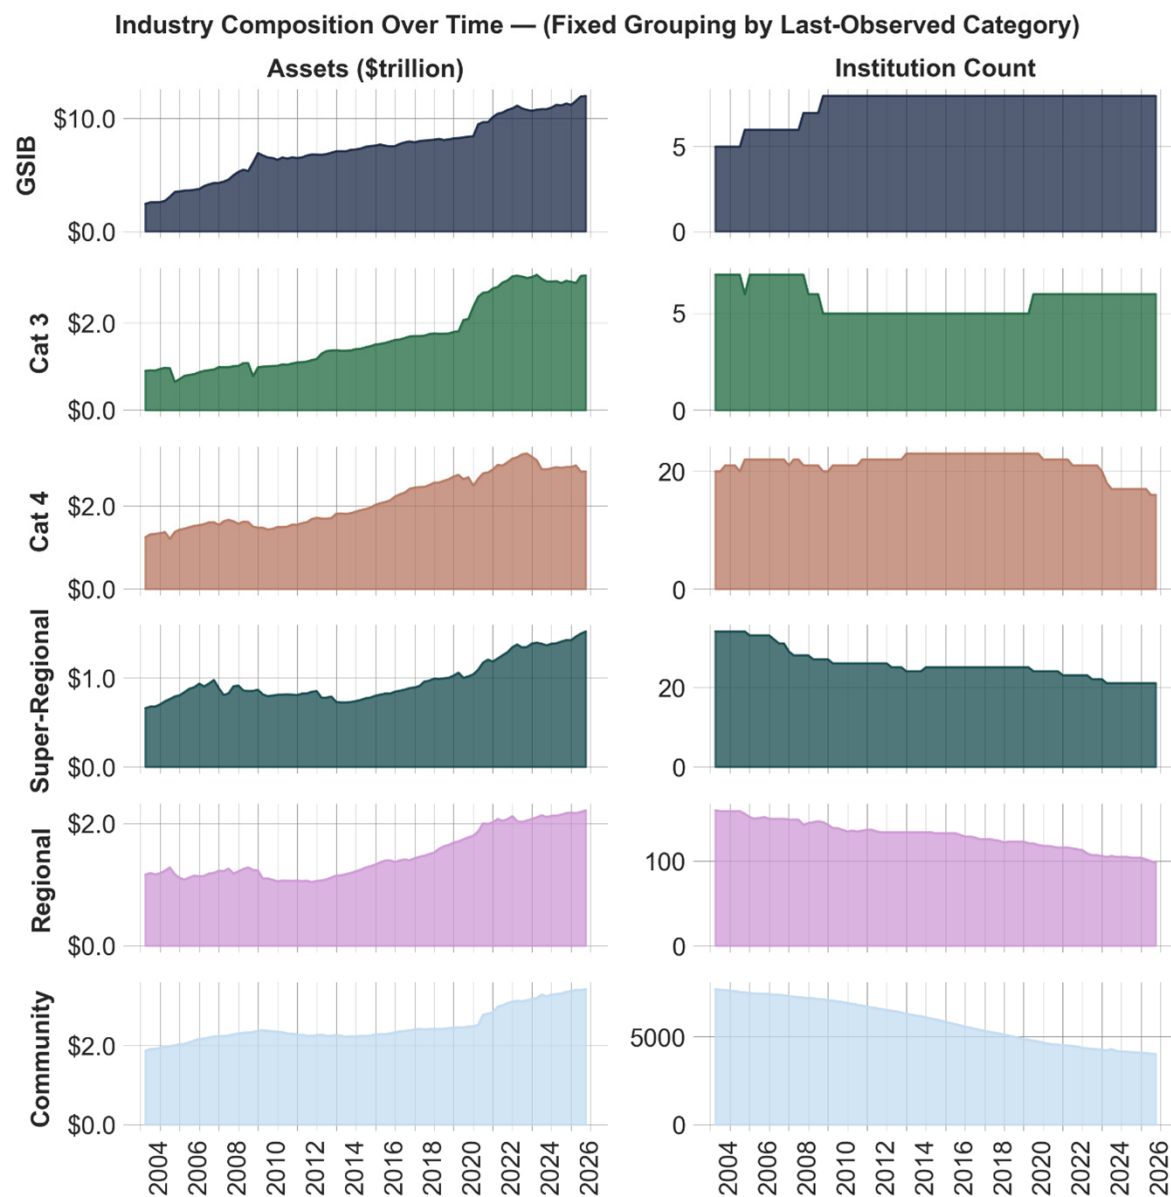 Industry Composition Over Time — (Fixed Grouping by Last-Observed Category)
Assets ($trillion)
Institution Count
GSIB
$10.0
$0.0
5
0
Cat 3
$2.0
$0.0
5
0
Cat 4
$2.0
$0.0
20
0
Super-Regional
$1.0
$0.0
20
0
Regional
$2.0
$0.0
100
0
Community
$2.0
$0.0
5000
0
2004 2006 2008 2010 2012 2014 2016 2018 2020 2022 2024 2026
2004 2006 2008 2010 2012 2014 2016 2018 2020 2022 2024 2026